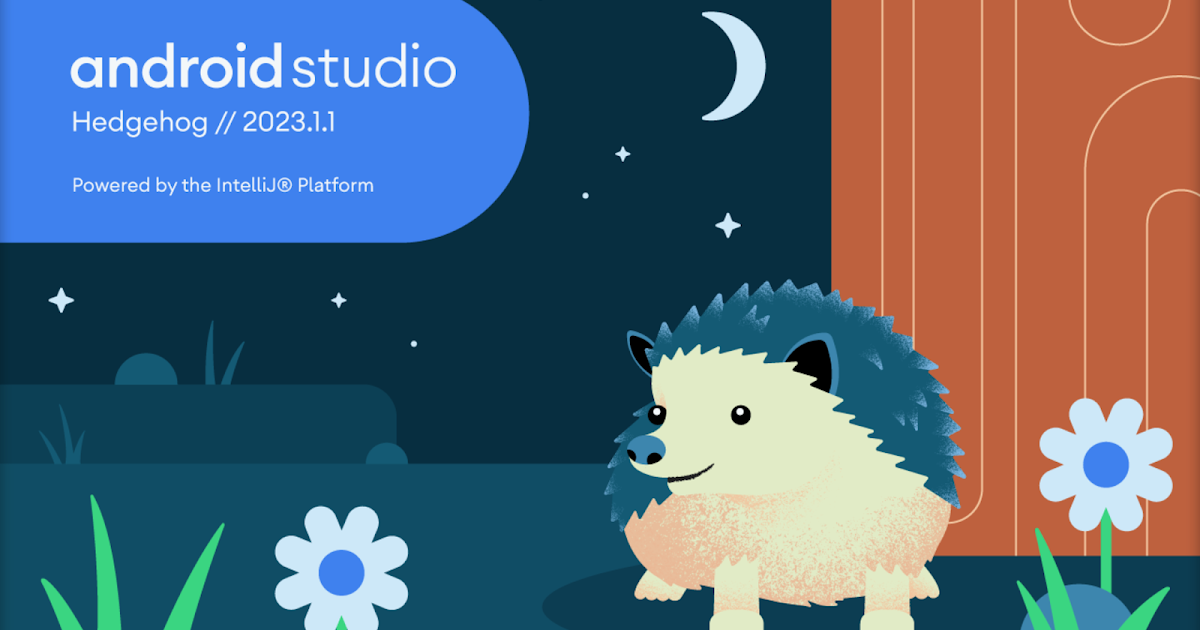 android studio
Hedgehog // 2023.1.1
Powered by the IntelliJ® Platform